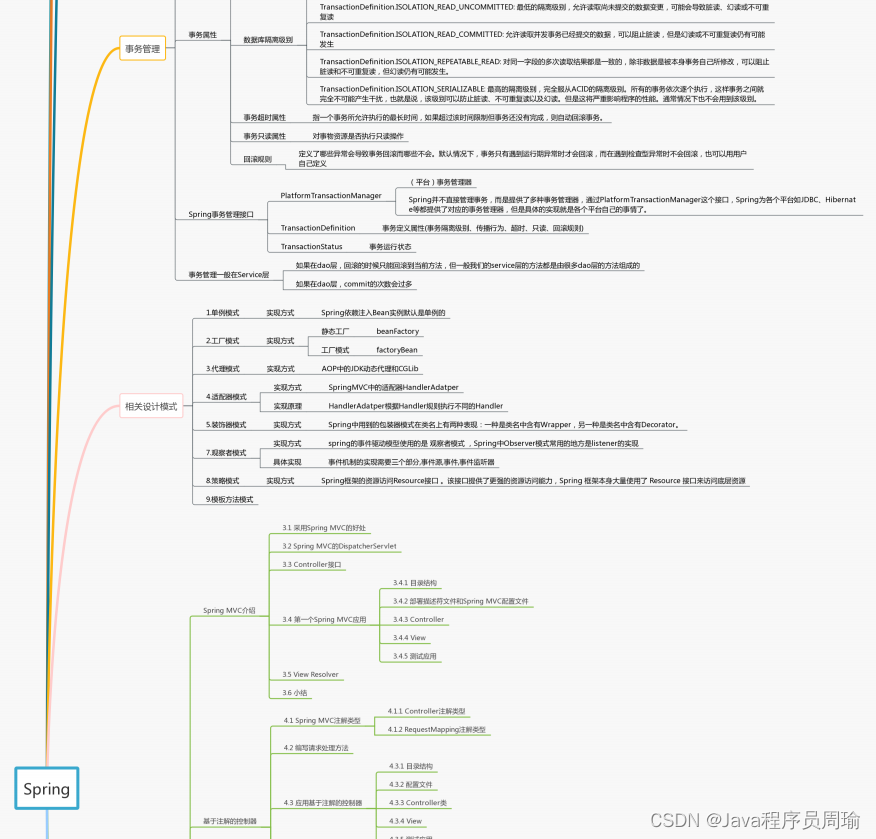 TransactionDefinition.ISOLATION_READ_UNCOMMITTED: 最低的隔离级别，允许读取尚未提交的数据变更，可能会导致脏读、幻读或不可重
复读
事务属性
数据库隔离级别
TransactionDefinition.ISOLATION_READ_COMMITTED: 允许读取并发事务已经提交的数据，可以阻止脏读，但是幻读或不可重复读仍有可能
发生
事务管理
TransactionDefinition.ISOLATION_REPEATABLE_READ: 对同一字段的多次读取结果都是一致的，除非数据是被本身事务自己所修改，可以阻止
脏读和不可重复读，但幻读仍有可能发生。
TransactionDefinition.ISOLATION_SERIALIZABLE: 最高的隔离级别，完全服从ACID的隔离级别。所有的事务依次逐个执行，这样事务之间就
完全不可能产生干扰，也就是说，该级别可以防止脏读、不可重复读以及幻读。但是这将严重影响程序的性能。通常情况下也不会用到该级别。
事务超时属性 指一个事务所允许执行的最长时间，如果超过该时间限制但事务还没有完成，则自动回滚事务。
事务只读属性 对事物资源是否执行只读操作
回滚规则
定义了哪些异常会导致事务回滚而哪些不会。默认情况下，事务只有遇到运行期异常时才会回滚，而在遇到检查型异常时不会回滚，也可以用用户
自己定义
Spring事务管理接口
PlatformTransactionManager
（平台）事务管理器
Spring并不直接管理事务，而是提供了多种事务管理器，通过PlatformTransactionManager这个接口，Spring为各个平台如JDBC、Hibernat
e等都提供了对应的事务管理器，但是具体的实现就是各个平台自己的事情了。
TransactionDefinition 事务定义属性(事务隔离级别、传播行为、超时、只读、回滚规则)
TransactionStatus 事务运行状态
事务管理一般在Service层
如果在dao层，回滚的时候只能回滚到当前方法，但一般我们的service层的方法都是由很多dao层的方法组成的
如果在dao层，commit的次数会过多
相关设计模式
1.单例模式 实现方式 Spring依赖注入Bean实例默认是单例的
2.工厂模式 实现方式
静态工厂 beanFactory
工厂模式 factoryBean
3.代理模式 实现方式 AOP中的JDK动态代理和CGLib
4.适配器模式
实现方式 SpringMVC中的适配器HandlerAdatper
实现原理 HandlerAdatper根据Handler规则执行不同的Handler
5.装饰器模式 实现方式 Spring中用到的包装器模式在类名上有两种表现：一种是类名中含有Wrapper，另一种是类名中含有Decorator。
7.观察者模式
实现方式 spring的事件驱动模型使用的是 观察者模式 ，Spring中Observer模式常用的地方是listener的实现
具体实现 事件机制的实现需要三个部分,事件源,事件,事件监听器
8.策略模式 实现方式 Spring框架的资源访问Resource接口 。该接口提供了更强的资源访问能力，Spring 框架本身大量使用了 Resource 接口来访问底层资源
9.模板方法模式
Spring MVC介绍
3.1 采用Spring MVC的好处
3.2 Spring MVC的DispatcherServlet
3.3 Controller接口
3.4 第一个Spring MVC应用
3.4.1 目录结构
3.4.2 部署描述符文件和Spring MVC配置文件
3.4.3 Controller
3.4.4 View
3.4.5 测试应用
3.5 View Resolver
3.6 小结
基于注解的控制器
4.1 Spring MVC注解类型
4.1.1 Controller注解类型
4.1.2 RequestMapping注解类型
4.2 编写请求处理方法
4.3 应用基于注解的控制器
4.3.1 目录结构
4.3.2 配置文件
4.3.3 Controller类
4.3.4 View
Spring
CSDN @Java程序员周瑜